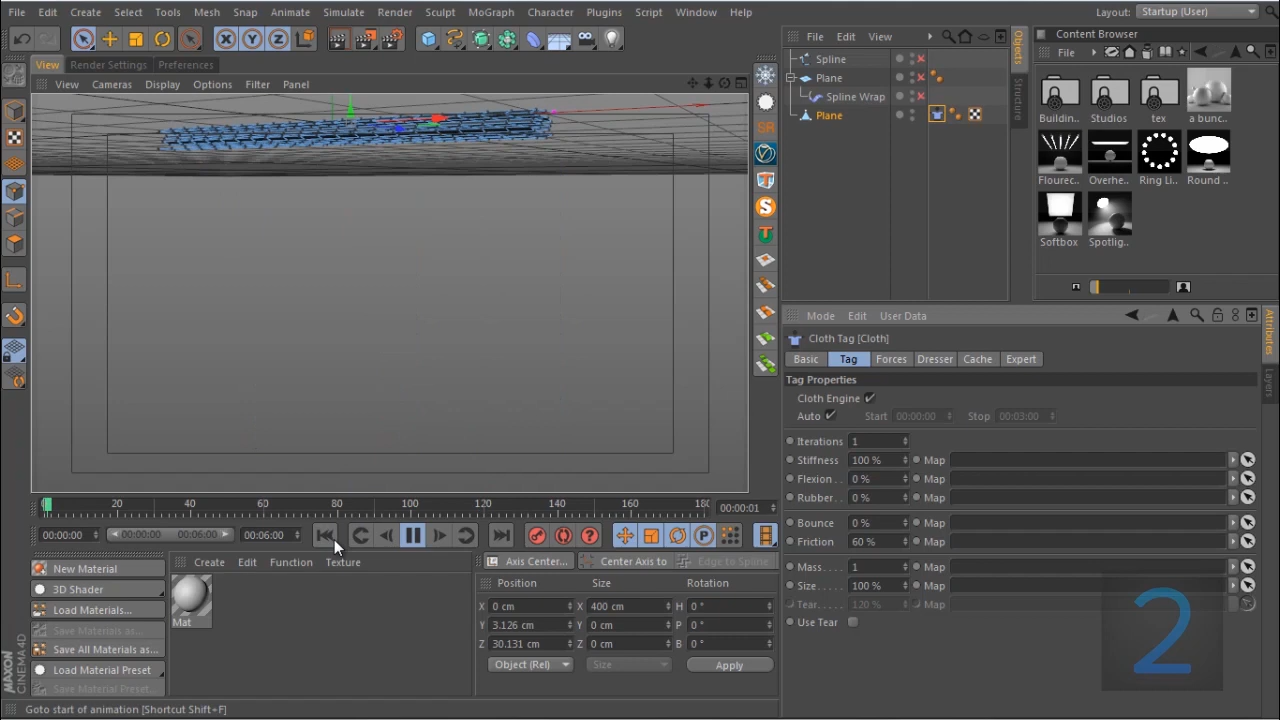 File Edit Create Select Tools Mesh Snap Animate Simulate Render Sculpt MoGraph Character Plugins Script Window Help
Layout: Startup (User)
X Y Z
File Edit View
Content Browser
File
View Render Settings Preferences
View Cameras Display Options Filter Panel
Spline
Plane
Spline Wrap
Plane
Objects
Structure
Buildin.. Studios tex a bunc..
Flourec.. Overhe.. Ring Li.. Round ..
Softbox Spotlig..
SR
S
Mode Edit User Data
Cloth Tag [Cloth]
Basic Tag Forces Dresser Cache Expert
Attributes
Layers
Tag Properties
Cloth Engine
Auto Start 00:00:00 Stop 00:03:00
Iterations 1
Stiffness 100 % Map
Flexion 0 % Map
Rubber. 0 % Map
Bounce 0 % Map
Friction 60 % Map
Mass.... 1 Map
Size..... 100 % Map
Tear..... 120 % Map
Use Tear
2
20 40 60 80 100 120 140 160 180 00:00:01
00:00:00 00:00:00 00:06:00 00:06:00
P
New Material
3D Shader
Load Materials...
Save Materials as...
Save All Materials as...
Load Material Preset
Save Material Preset...
Create Edit Function Texture
Mat
Axis Center... Center Axis to Edge to Spline
Position Size Rotation
X 0 cm X 400 cm H 0 °
Y 3.126 cm Y 0 cm P 0 °
Z 30.131 cm Z 0 cm B 0 °
Object (Rel) Size Apply
MAXON
CINEMA 4D
Goto start of animation [Shortcut Shift+F]